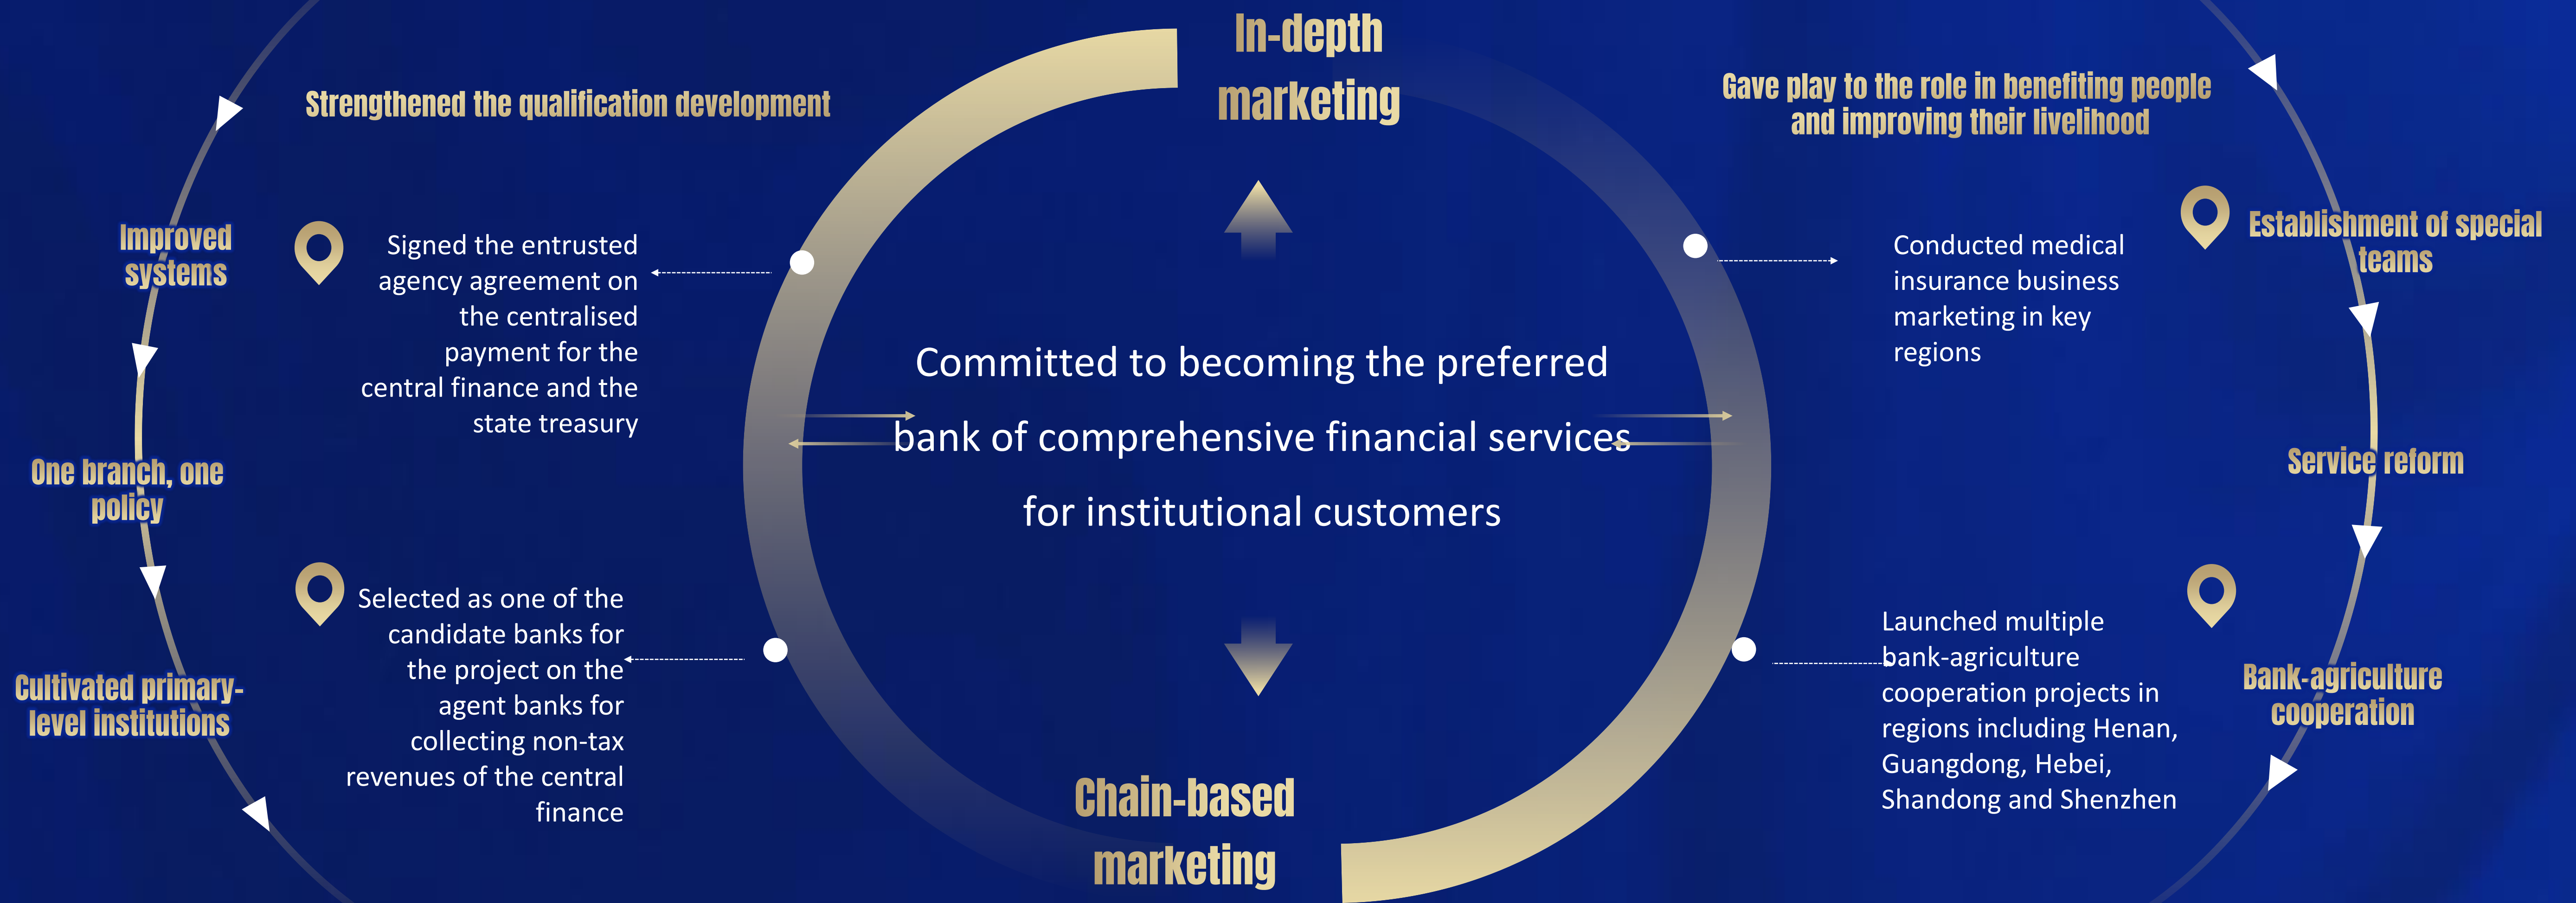 In-depth
marketing
Strengthened the qualification development
Improved
systems
One branch, one
policy
Cultivated primary-
level institutions
Signed the entrusted
agency agreement on
the centralised
payment for the
central finance and the
state treasury
Selected as one of the
candidate banks for
the project on the
agent banks for
collecting non-tax
revenues of the central
finance
Committed to becoming the preferred
bank of comprehensive financial services
for institutional customers
Chain-based
marketing
Gave play to the role in benefiting people
and improving their livelihood
Conducted medical
insurance business
marketing in key
regions
Launched multiple
bank-agriculture
cooperation projects in
regions including Henan,
Guangdong, Hebei,
Shandong and Shenzhen
Establishment of special
teams
Service reform
Bank-agriculture
cooperation